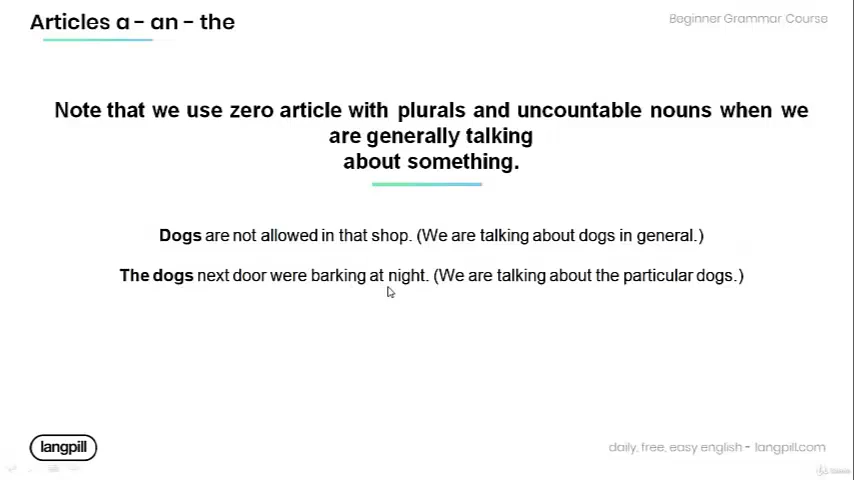 Articles a - an - the
Beginner Grammar Course
Note that we use zero article with plurals and uncountable nouns when we
are generally talking
about something.
Dogs are not allowed in that shop. (We are talking about dogs in general.)
The dogs next door were barking at night. (We are talking about the particular dogs.)
langpill
daily, free, easy english - langpill.com